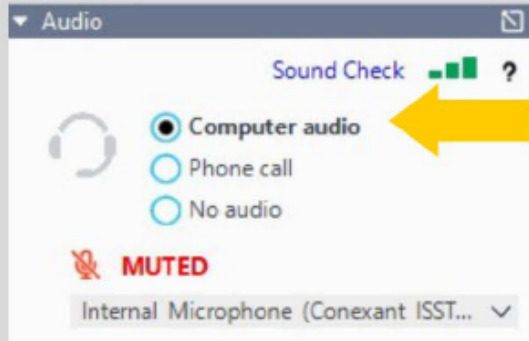 Audio
Sound Check ?
Computer audio
Phone call
No audio
MUTED
Internal Microphone (Conexant ISST...